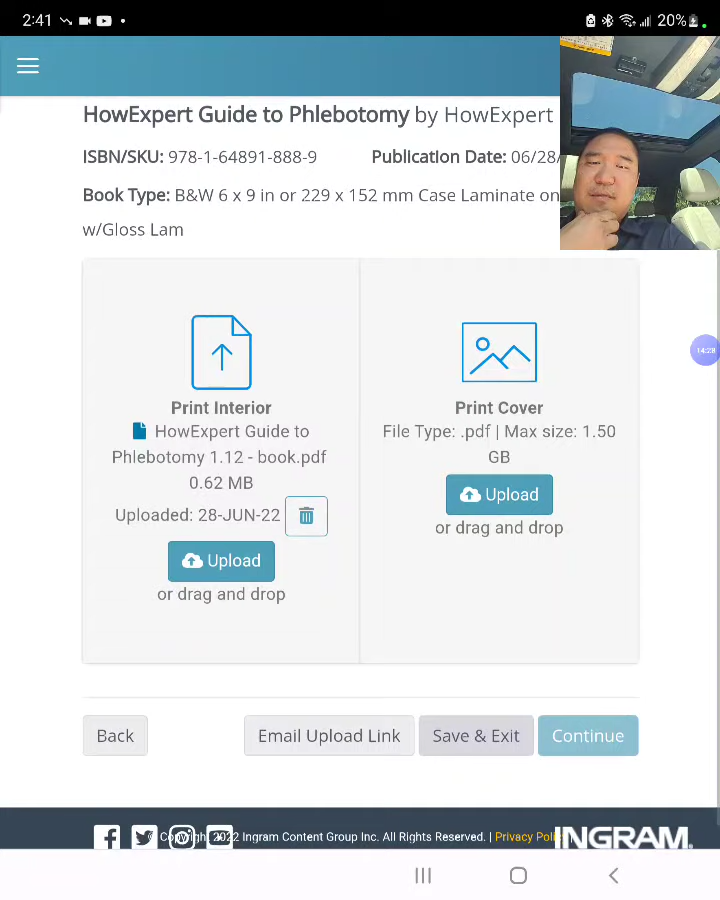 2:41
20%
HowExpert Guide to Phlebotomy by HowExpert
ISBN/SKU: 978-1-64891-888-9 Publication Date: 06/28/
Book Type: B&W 6 x 9 in or 229 x 152 mm Case Laminate on
w/Gloss Lam
Print Interior
HowExpert Guide to
Phlebotomy 1.12 - book.pdf
0.62 MB
Uploaded: 28-JUN-22
Upload
or drag and drop
Print Cover
File Type: .pdf | Max size: 1.50
GB
Upload
or drag and drop
14:28
Back
Email Upload Link
Save & Exit
Continue
© Copyright 2022 Ingram Content Group Inc. All Rights Reserved. | Privacy Poli
INGRAM